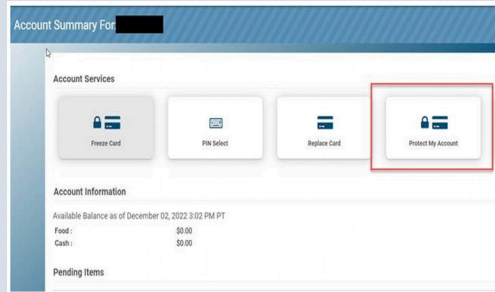 Account Summary For:
Account Services
Freeze Card
PIN Select
Replace Card
Protect My Account
Account Information
Available Balance as of December 02, 2022 3:02 PM PT
Food : $0.00
Cash : $0.00
Pending Items